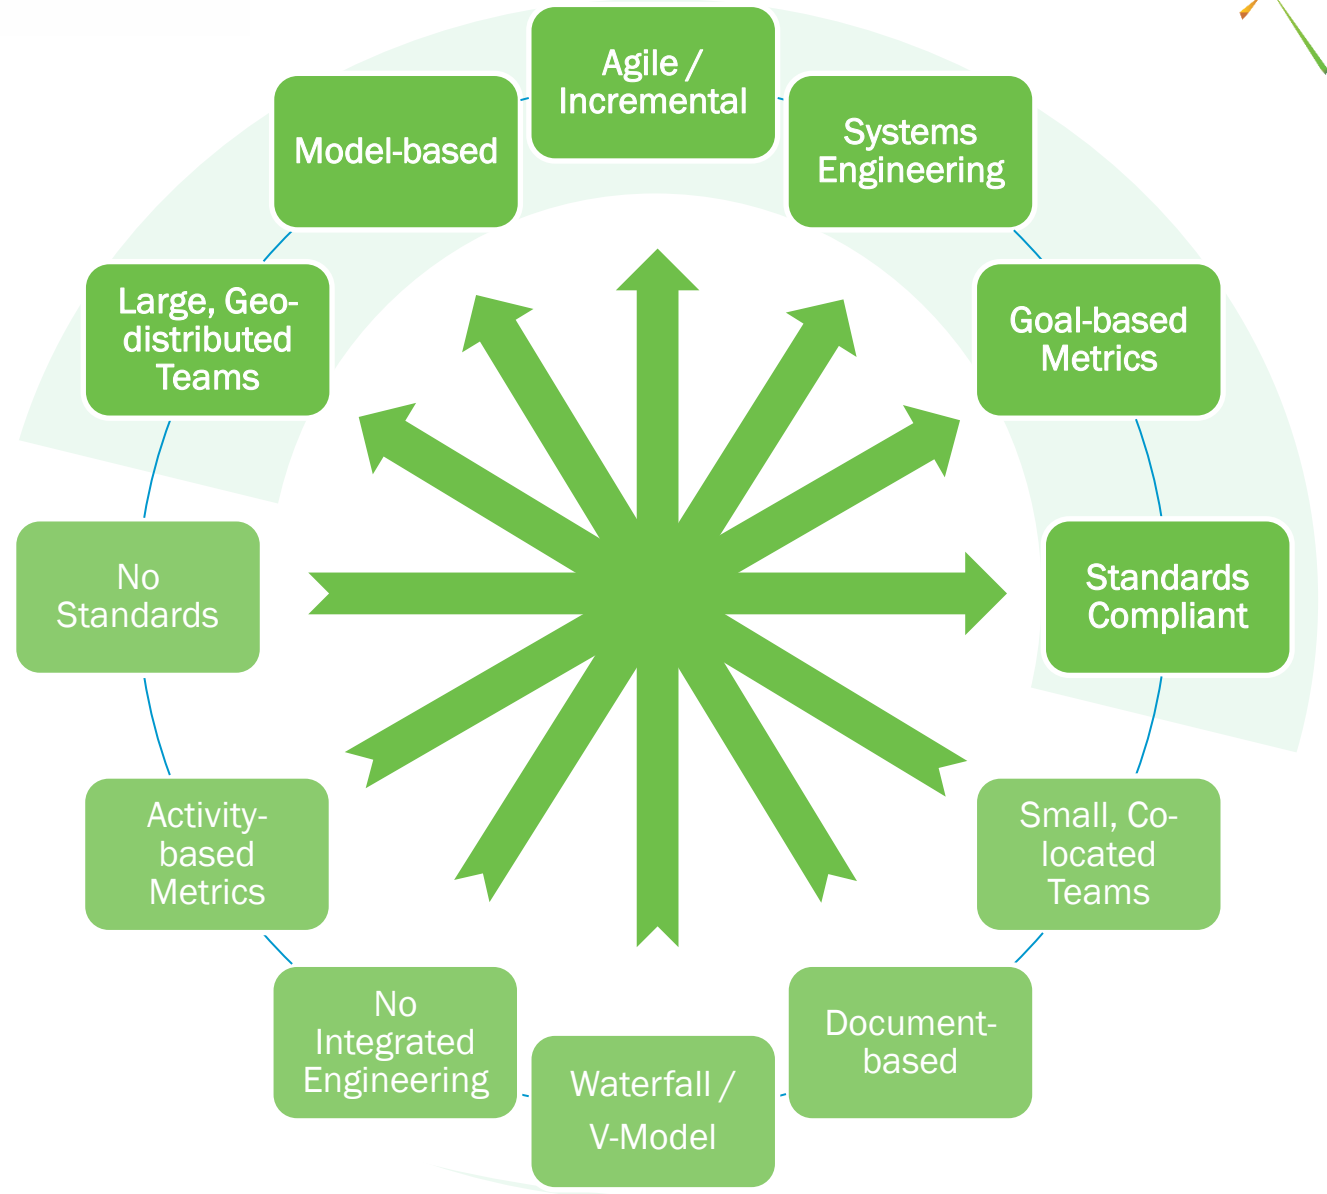 Agile /
Incremental
Model-based
Systems
Engineering
Large, Geo-
distributed
Teams
Goal-based
Metrics
No
Standards
Standards
Compliant
Activity-
based
Metrics
Small, Co-
located
Teams
No
Integrated
Engineering
Document-
based
Waterfall /
V-Model